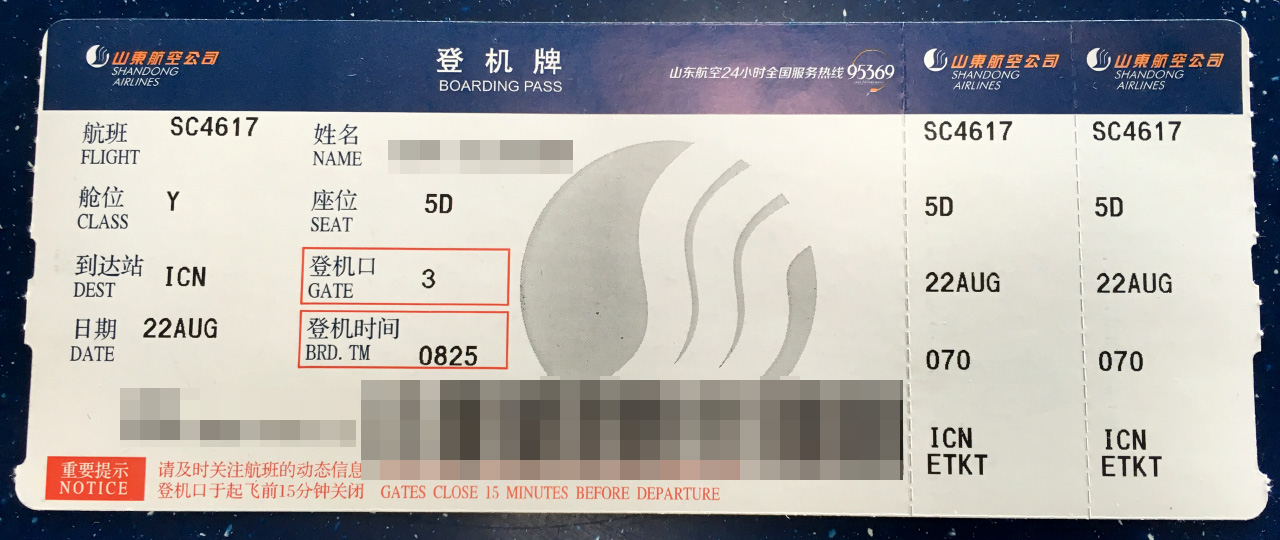 山東航空公司
SHANDONG
AIRLINES
登机牌
BOARDING PASS
山东航空24小时全国服务热线 95369
山東航空公司
SHANDONG
AIRLINES
山東航空公司
SHANDONG
AIRLINES
航班 SC4617
FLIGHT
姓名
NAME
舱位 Y
CLASS
座位 5D
SEAT
到达站 ICN
DEST
登机口 3
GATE
日期 22AUG
DATE
登机时间
BRD. TM 0825
重要提示
NOTICE
请及时关注航班的动态信息
登机口于起飞前15分钟关闭 GATES CLOSE 15 MINUTES BEFORE DEPARTURE
SC4617
5D
22AUG
070
ICN
ETKT
SC4617
5D
22AUG
070
ICN
ETKT